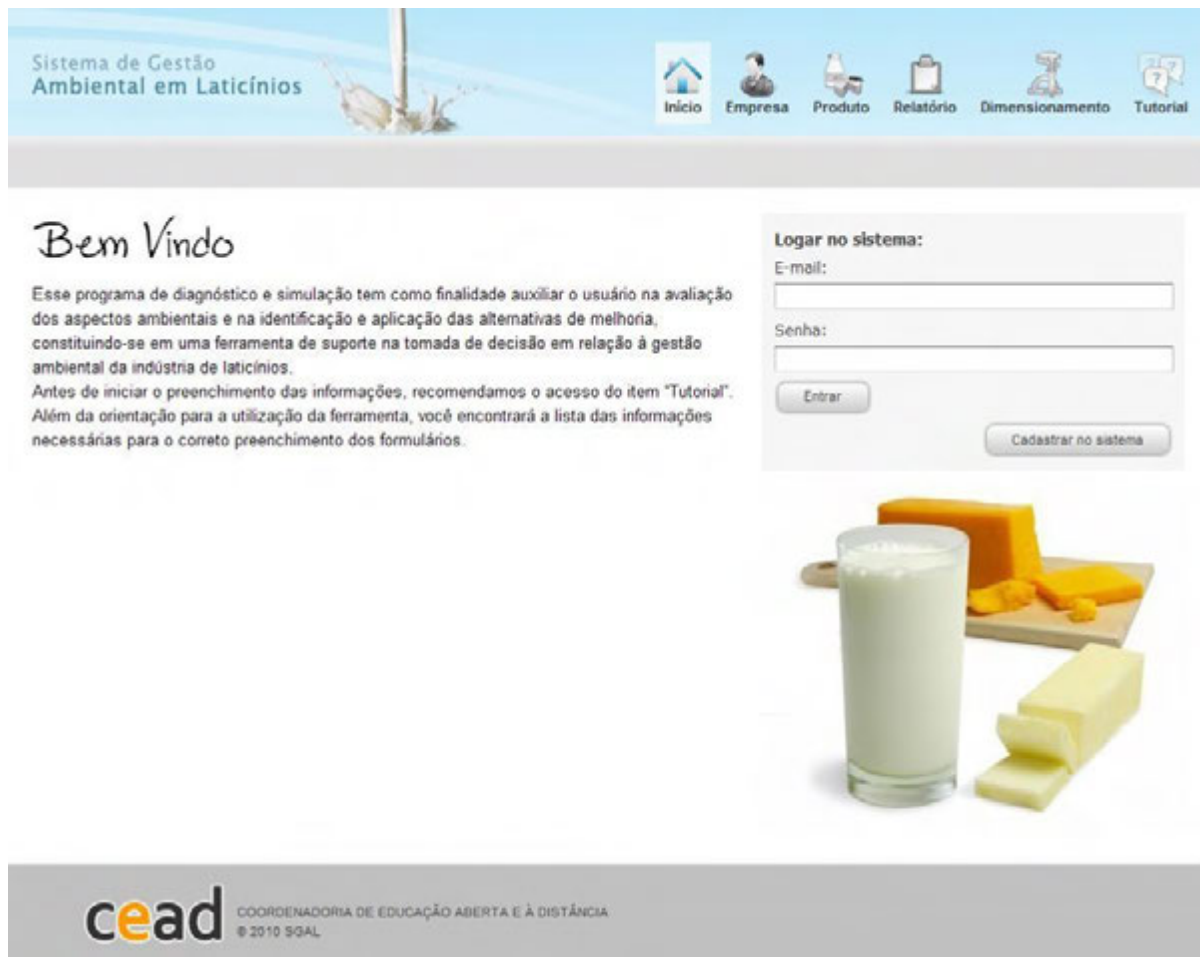 Sistema de Gestão
Ambiental em Laticínios
Início Empresa Produto Relatório Dimensionamento Tutorial
Bem Vindo
Esse programa de diagnóstico e simulação tem como finalidade auxiliar o usuário na avaliação
dos aspectos ambientais e na identificação e aplicação das alternativas de melhoria,
constituindo-se em uma ferramenta de suporte na tomada de decisão em relação à gestão
ambiental da indústria de laticínios.
Antes de iniciar o preenchimento das informações, recomendamos o acesso do item "Tutorial".
Além da orientação para a utilização da ferramenta, você encontrará a lista das informações
necessárias para o correto preenchimento dos formulários.
Logar no sistema:
E-mail:
Senha:
Entrar
Cadastrar no sistema
cead
COORDENADORIA DE EDUCAÇÃO ABERTA E À DISTÂNCIA
© 2010 SGAL